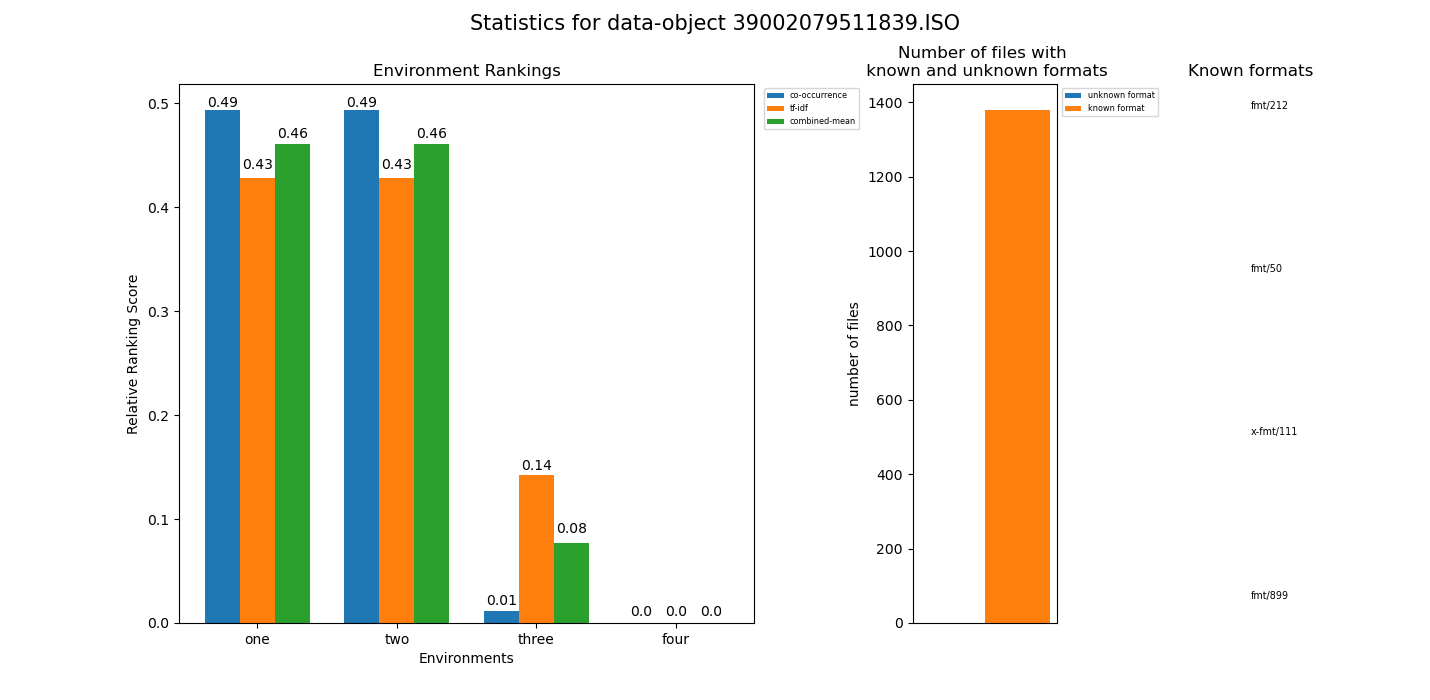 Statistics for data-object 39002079511839.ISO
Environment Rankings
Relative Ranking Score
0.5
0.4
0.3
0.2
0.1
0.0
0.49
0.43
0.46
0.49
0.43
0.46
0.01
0.14
0.08
0.0
0.0
0.0
one
two
three
four
Environments
co-occurrence
tf-idf
combined-mean
Number of files with
known and unknown formats
number of files
1400
1200
1000
800
600
400
200
0
unknown format
known format
Known formats
fmt/212
fmt/50
x-fmt/111
fmt/899